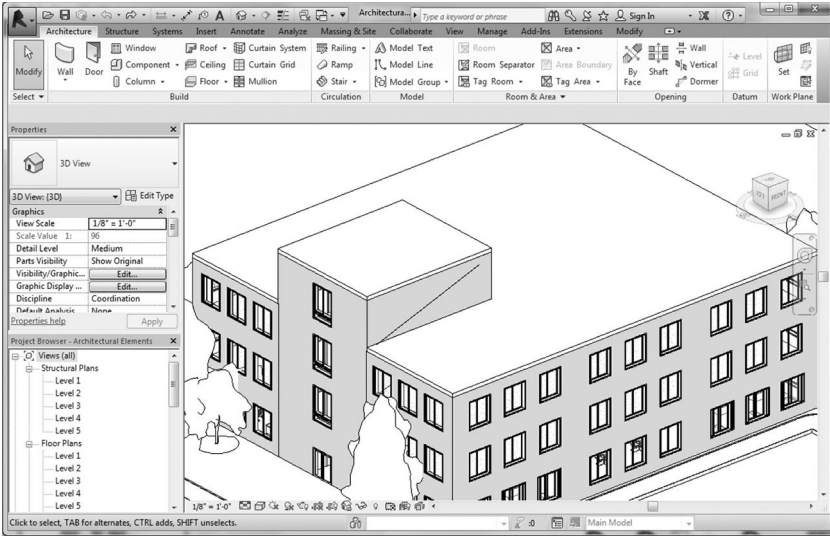 Architectura...
Type a keyword or phrase
Sign In
Architecture Structure Systems Insert Annotate Analyze Massing & Site Collaborate View Manage Add-Ins Extensions Modify
Modify
Select
Wall
Door
Window
Component
Column
Roof
Ceiling
Floor
Curtain System
Curtain Grid
Mullion
Build
Railing
Ramp
Stair
Circulation
Model Text
Model Line
Model Group
Model
Room
Room Separator
Tag Room
Area
Area Boundary
Tag Area
Room & Area
By
Face
Shaft
Wall
Vertical
Dormer
Opening
Level
Grid
Datum
Set
Work Plane
Properties
3D View
3D View: {3D}
Edit Type
Graphics
View Scale 1/8" = 1'-0"
Scale Value 1: 96
Detail Level Medium
Parts Visibility Show Original
Visibility/Graphic... Edit...
Graphic Display ... Edit...
Discipline Coordination
Default Analysis None
Properties help
Apply
Project Browser - Architectural Elements
Views (all)
Structural Plans
Level 1
Level 2
Level 3
Level 4
Level 5
Floor Plans
Level 1
Level 2
Level 3
Level 4
Level 5
FRONT
1/8" = 1'-0"
Click to select, TAB for alternates, CTRL adds, SHIFT unselects.
:0
Main Model